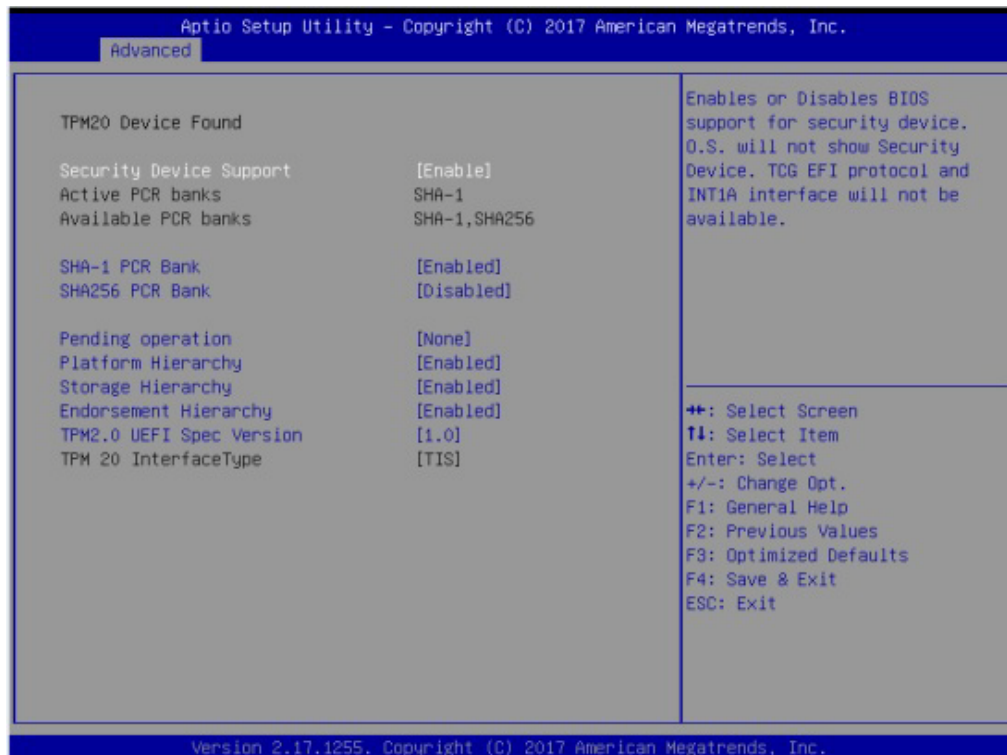 Aptio Setup Utility – Copyright (C) 2017 American Megatrends, Inc.
Advanced
TPM20 Device Found
Security Device Support [Enable]
Active PCR banks SHA-1
Available PCR banks SHA-1,SHA256
SHA-1 PCR Bank [Enabled]
SHA256 PCR Bank [Disabled]
Pending operation [None]
Platform Hierarchy [Enabled]
Storage Hierarchy [Enabled]
Endorsement Hierarchy [Enabled]
TPM2.0 UEFI Spec Version [1.0]
TPM 20 InterfaceType [TIS]
Enables or Disables BIOS
support for security device.
O.S. will not show Security
Device. TCG EFI protocol and
INT1A interface will not be
available.
→←: Select Screen
↑↓: Select Item
Enter: Select
+/-: Change Opt.
F1: General Help
F2: Previous Values
F3: Optimized Defaults
F4: Save & Exit
ESC: Exit
Version 2.17.1255. Copyright (C) 2017 American Megatrends, Inc.